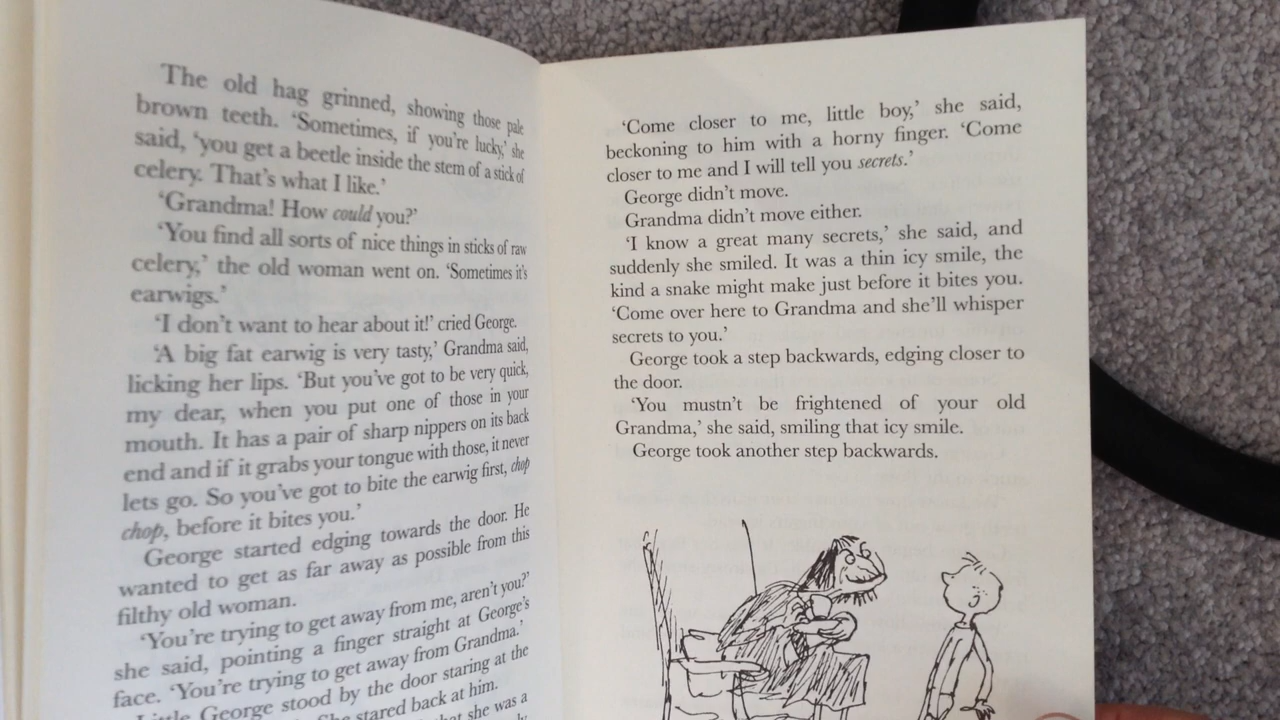 The old hag grinned, showing those pale
brown teeth. ‘Sometimes, if you’re lucky,’ she
said, ‘you get a beetle inside the stem of a stick of
celery. That’s what I like.’
‘Grandma! How could you?’
‘You find all sorts of nice things in sticks of raw
celery,’ the old woman went on. ‘Sometimes it’s
earwigs.’
‘I don’t want to hear about it!’ cried George.
‘A big fat earwig is very tasty,’ Grandma said,
licking her lips. ‘But you’ve got to be very quick,
my dear, when you put one of those in your
mouth. It has a pair of sharp nippers on its back
end and if it grabs your tongue with those, it never
lets go. So you’ve got to bite the earwig first, chop
chop, before it bites you.’
George started edging towards the door. He
wanted to get as far away as possible from this
filthy old woman.
‘You’re trying to get away from me, aren’t you?’
she said, pointing a finger straight at George’s
face. ‘You’re trying to get away from Grandma.’
Little George stood by the door staring at the
She stared back at him.
that she was a
‘Come closer to me, little boy,’ she said,
beckoning to him with a horny finger. ‘Come
closer to me and I will tell you secrets.’
George didn’t move.
Grandma didn’t move either.
‘I know a great many secrets,’ she said, and
suddenly she smiled. It was a thin icy smile, the
kind a snake might make just before it bites you.
‘Come over here to Grandma and she’ll whisper
secrets to you.’
George took a step backwards, edging closer to
the door.
‘You mustn’t be frightened of your old
Grandma,’ she said, smiling that icy smile.
George took another step backwards.